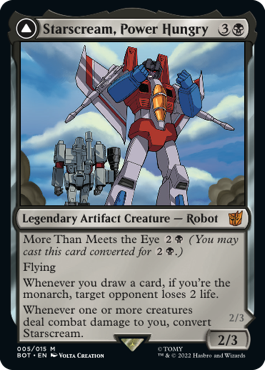 Starscream, Power Hungry 3
Legendary Artifact Creature — Robot
More Than Meets the Eye 2 (You may
cast this card converted for 2 .)
Flying
Whenever you draw a card, if you're the
monarch, target opponent loses 2 life.
Whenever one or more creatures
deal combat damage to you, convert
Starscream.
2/3
2/3
005/015 M
BOT • EN Volta Creation
©TOMY
™ & © 2022 Hasbro and Wizards